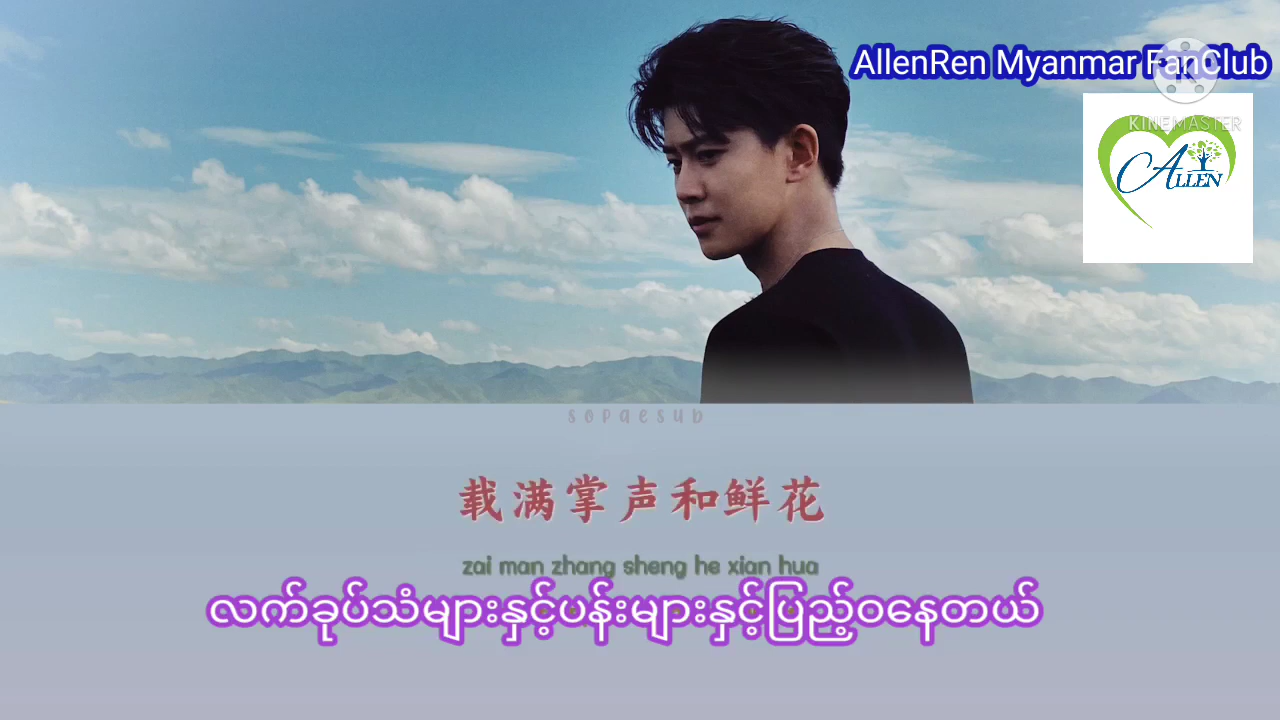 AllenRen Myanmar FanClub
K
KINEMASTER
ALLEN
sopaesub
载满掌声和鲜花
zai man zhang sheng he xian hua
လက်ခုပ်သံများနှင့်ပန်းများနှင့်ပြည့်ဝနေတယ်